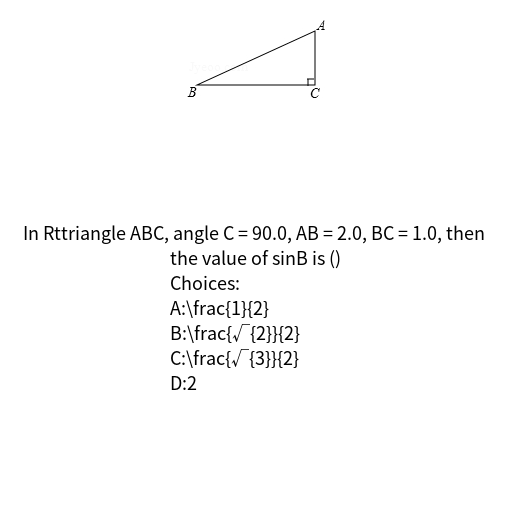 A
B
C
In Rttriangle ABC, angle C = 90.0, AB = 2.0, BC = 1.0, then
the value of sinB is ()
Choices:
A:\frac{1}{2}
B:\frac{√{2}}{2}
C:\frac{√{3}}{2}
D:2